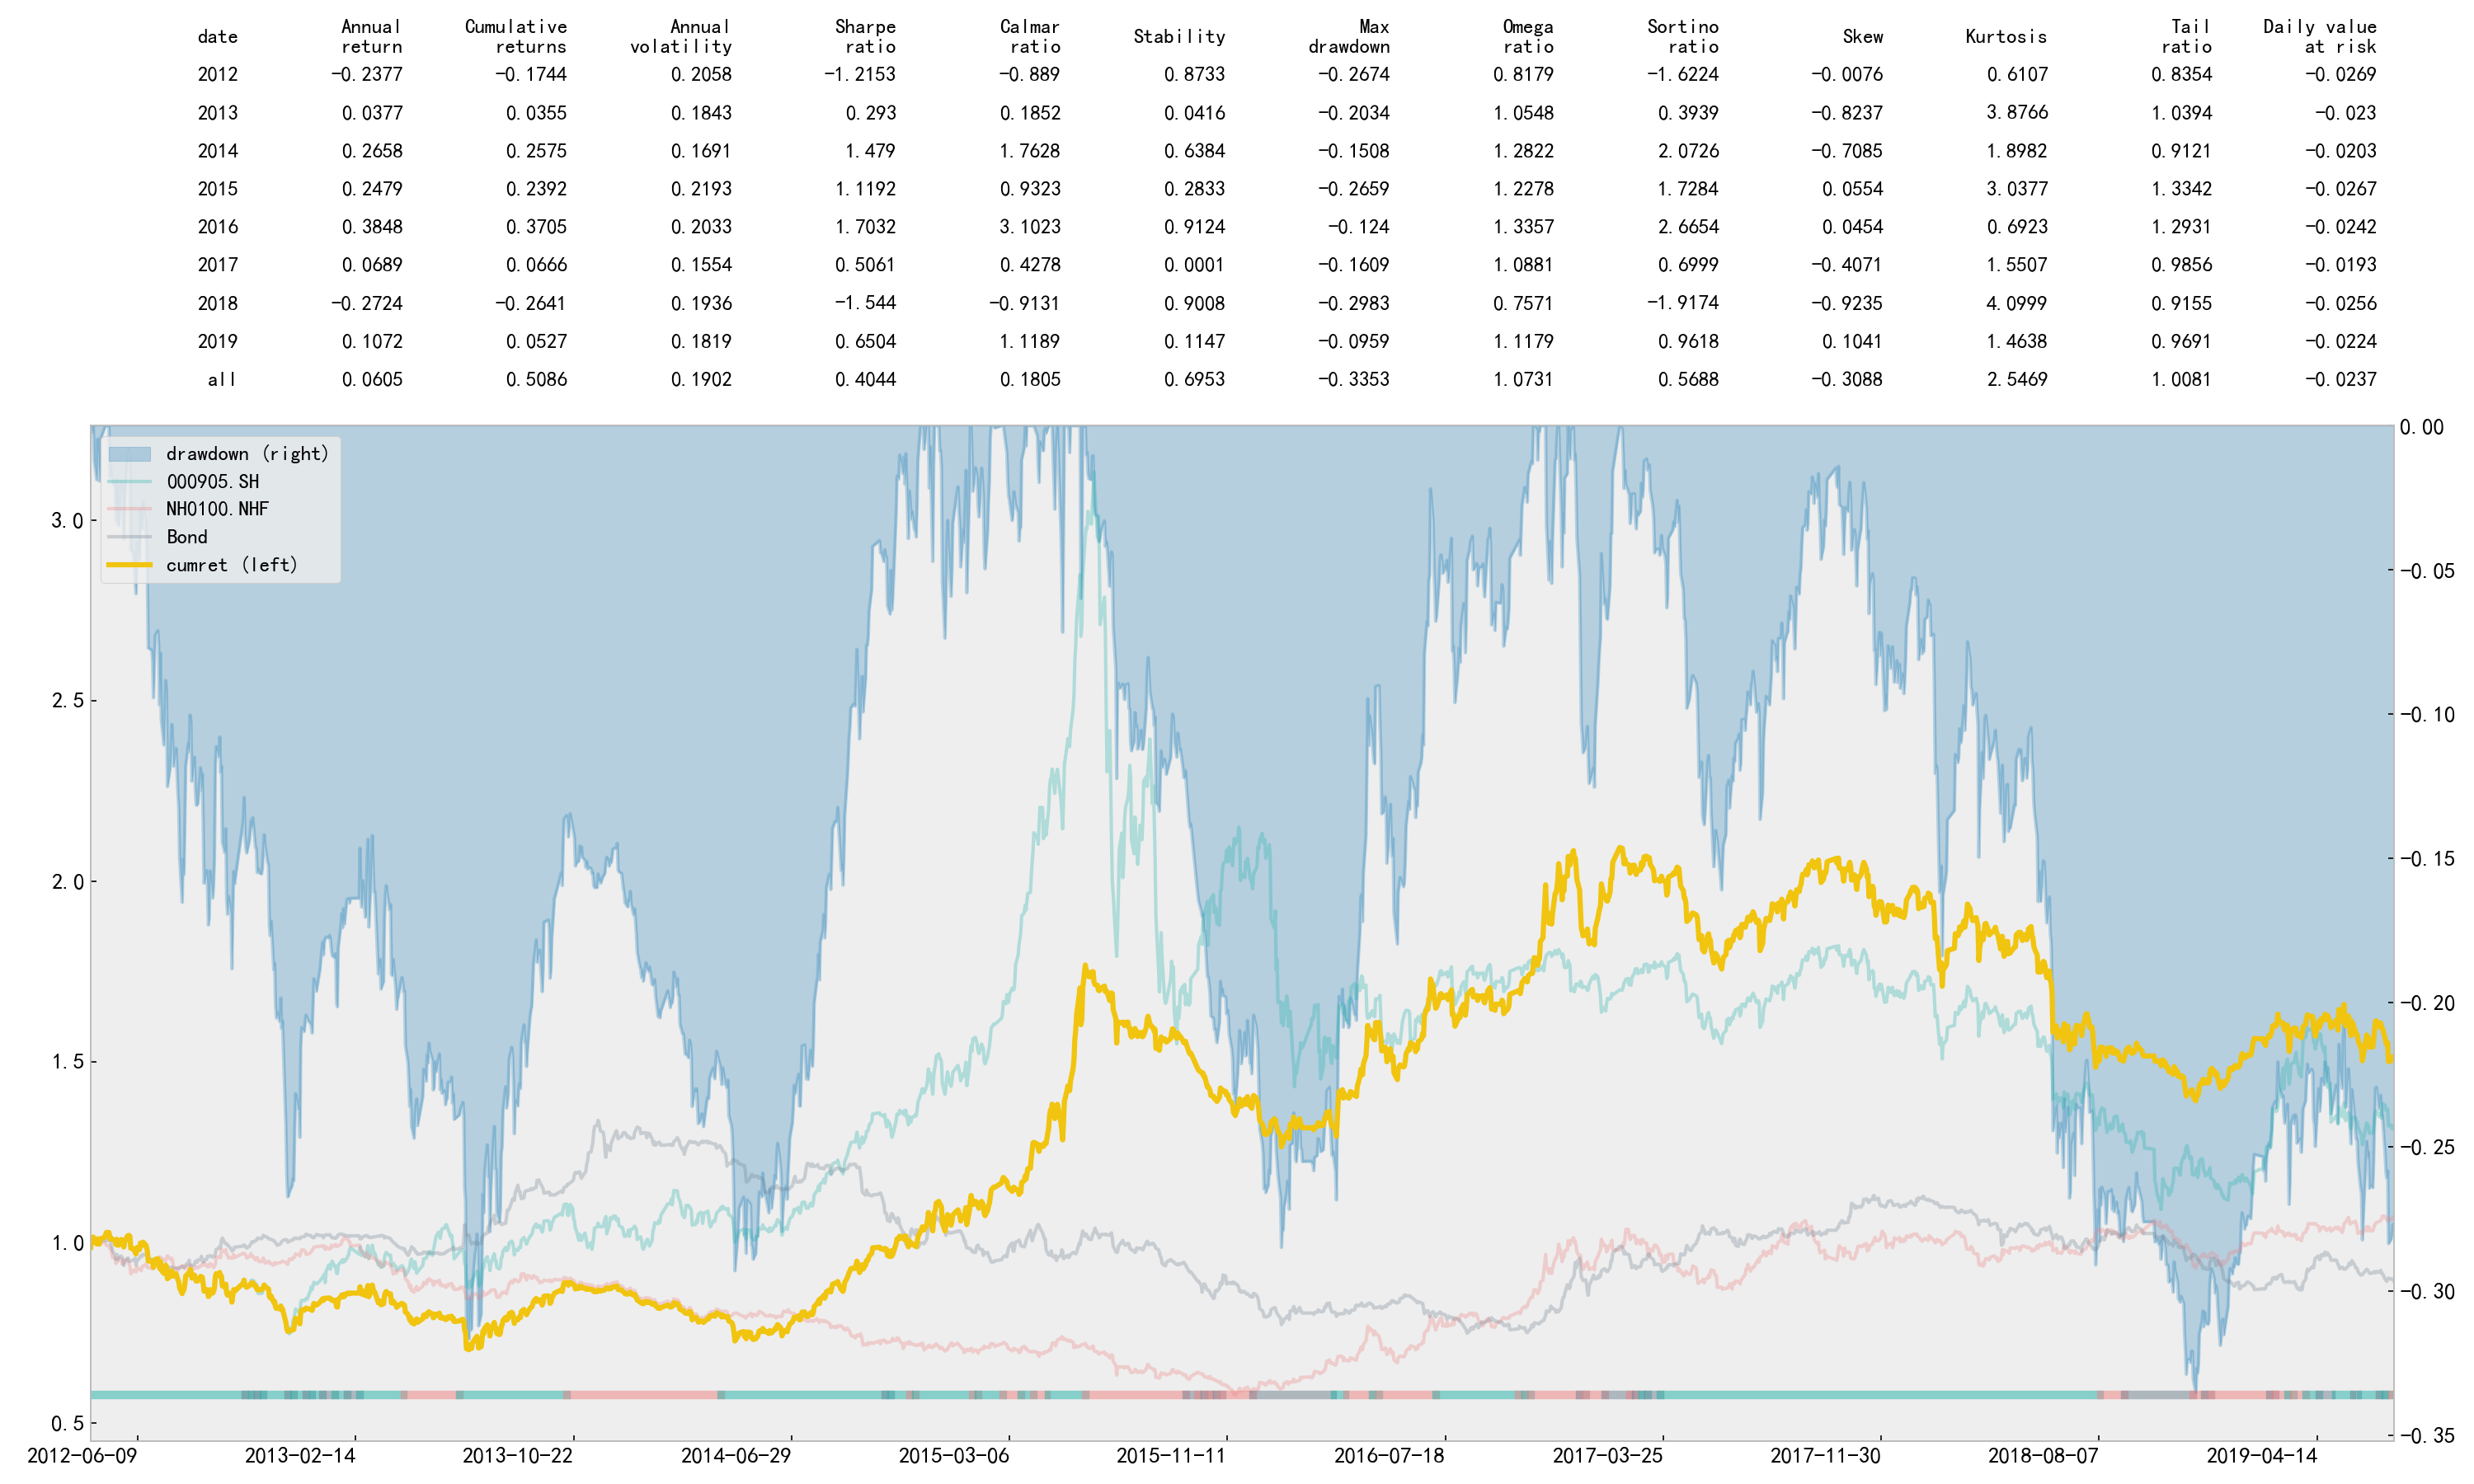 date Annual return Cumulative returns Annual volatility Sharpe ratio Calmar ratio Stability Max drawdown Omega ratio Sortino ratio Skew Kurtosis Tail ratio Daily value at risk
2012 -0.2377 -0.1744 0.2058 -1.2153 -0.889 0.8733 -0.2674 0.8179 -1.6224 -0.0076 0.6107 0.8354 -0.0269
2013 0.0377 0.0355 0.1843 0.293 0.1852 0.0416 -0.2034 1.0548 0.3939 -0.8237 3.8766 1.0394 -0.023
2014 0.2658 0.2575 0.1691 1.479 1.7628 0.6384 -0.1508 1.2822 2.0726 -0.7085 1.8982 0.9121 -0.0203
2015 0.2479 0.2392 0.2193 1.1192 0.9323 0.2833 -0.2659 1.2278 1.7284 0.0554 3.0377 1.3342 -0.0267
2016 0.3848 0.3705 0.2033 1.7032 3.1023 0.9124 -0.124 1.3357 2.6654 0.0454 0.6923 1.2931 -0.0242
2017 0.0689 0.0666 0.1554 0.5061 0.4278 0.0001 -0.1609 1.0881 0.6999 -0.4071 1.5507 0.9856 -0.0193
2018 -0.2724 -0.2641 0.1936 -1.544 -0.9131 0.9008 -0.2983 0.7571 -1.9174 -0.9235 4.0999 0.9155 -0.0256
2019 0.1072 0.0527 0.1819 0.6504 1.1189 0.1147 -0.0959 1.1179 0.9618 0.1041 1.4638 0.9691 -0.0224
all 0.0605 0.5086 0.1902 0.4044 0.1805 0.6953 -0.3353 1.0731 0.5688 -0.3088 2.5469 1.0081 -0.0237
drawdown (right)
000905.SH
NH0100.NHF
Bond
cumret (left)
3.0
2.5
2.0
1.5
1.0
0.5
0.00
-0.05
-0.10
-0.15
-0.20
-0.25
-0.30
-0.35
2012-06-09 2013-02-14 2013-10-22 2014-06-29 2015-03-06 2015-11-11 2016-07-18 2017-03-25 2017-11-30 2018-08-07 2019-04-14